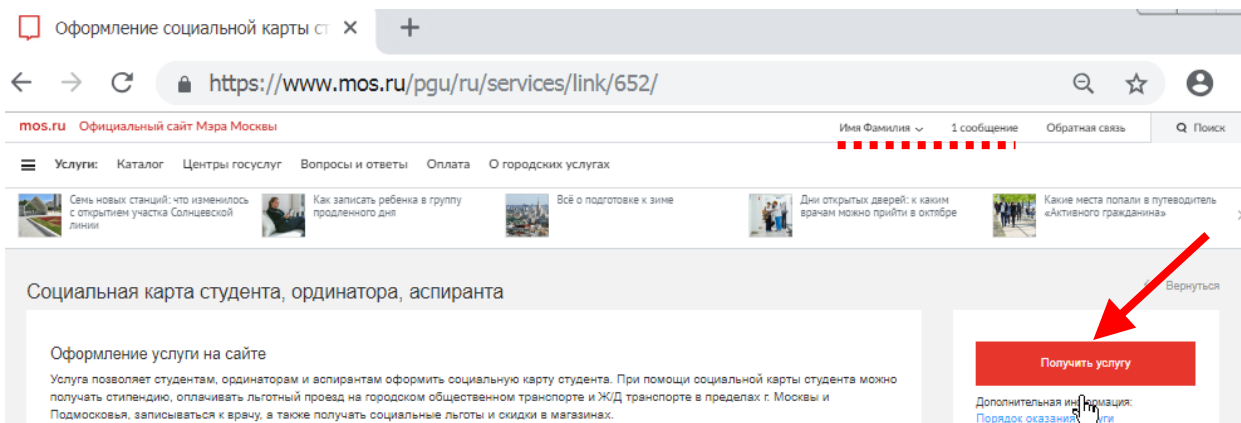 Оформление социальной карты ст
https://www.mos.ru/pgu/ru/services/link/652/
mos.ru Официальный сайт Мэра Москвы
Имя Фамилия 1 сообщение Обратная связь Поиск
Услуги: Каталог Центры госуслуг Вопросы и ответы Оплата О городских услугах
Семь новых станций: что изменилось
с открытием участка Солнцевской
линии
Как записать ребенка в группу
продленного дня
Всё о подготовке к зиме
Дни открытых дверей: к каким
врачам можно прийти в октябре
Какие места попали в путеводитель
«Активного гражданина»
Социальная карта студента, ординатора, аспиранта
Вернуться
Оформление услуги на сайте
Услуга позволяет студентам, ординаторам и аспирантам оформить социальную карту студента. При помощи социальной карты студента можно
получать стипендию, оплачивать льготный проезд на городском общественном транспорте и Ж/Д транспорте в пределах г. Москвы и
Подмосковья, записываться к врачу, а также получать социальные льготы и скидки в магазинах.
Получить услугу
Дополнительная информация:
Порядок оказания услуги